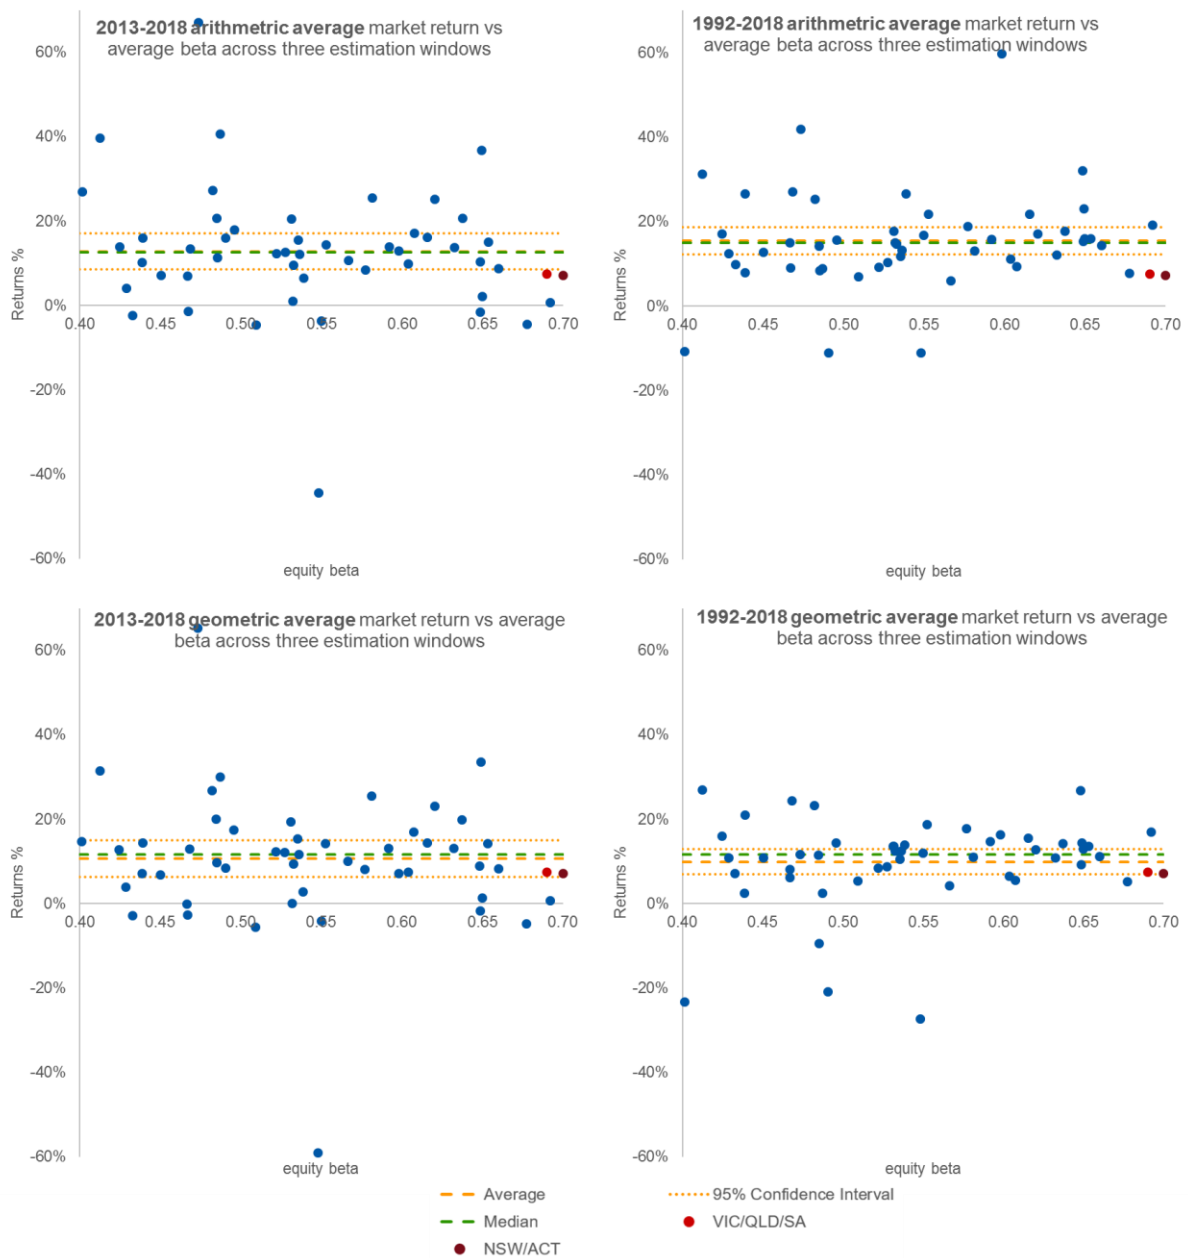 2013-2018 arithmetric average market return vs
average beta across three estimation windows
60%
40%
20%
0%
-20%
-40%
-60%
Returns %
0.40
0.45
0.50
0.55
0.60
0.65
0.70
equity beta
1992-2018 arithmetric average market return vs
average beta across three estimation windows
60%
40%
20%
0%
-20%
-40%
-60%
Returns %
0.40
0.45
0.50
0.55
0.60
0.65
0.70
equity beta
2013-2018 geometric average market return vs average
beta across three estimation windows
60%
40%
20%
0%
-20%
-40%
-60%
Returns %
0.40
0.45
0.50
0.55
0.60
0.65
0.70
equity beta
1992-2018 geometric average market return vs average
beta across three estimation windows
60%
40%
20%
0%
-20%
-40%
-60%
Returns %
0.40
0.45
0.50
0.55
0.60
0.65
0.70
equity beta
Average
95% Confidence Interval
Median
VIC/QLD/SA
NSW/ACT